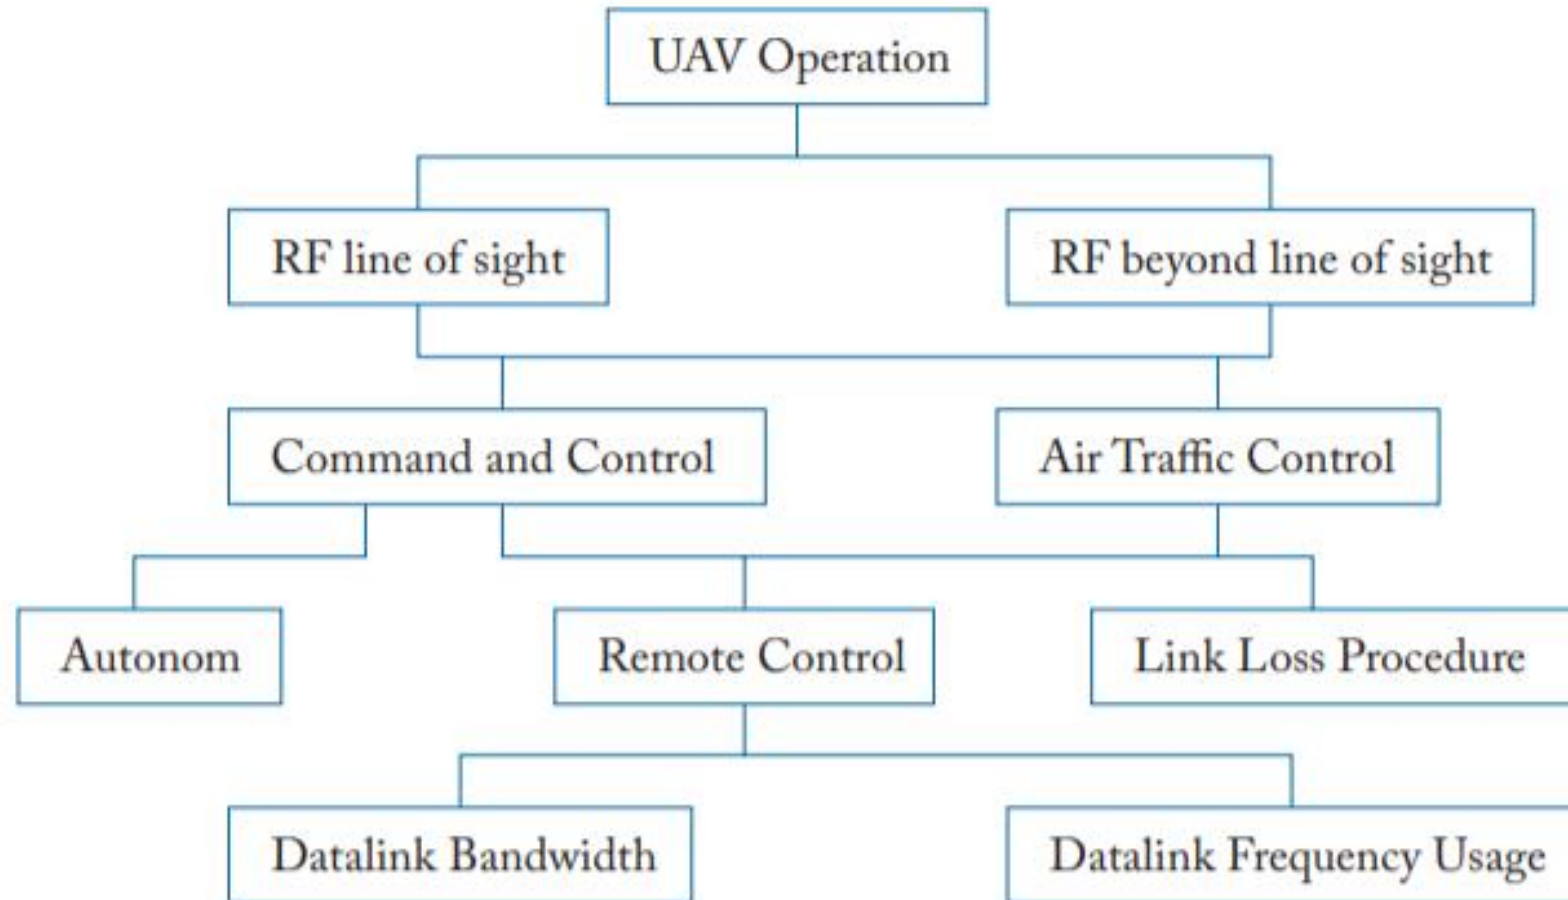 UAV Operation
RF line of sight
RF beyond line of sight
Command and Control
Air Traffic Control
Autonom
Remote Control
Link Loss Procedure
Datalink Bandwidth
Datalink Frequency Usage